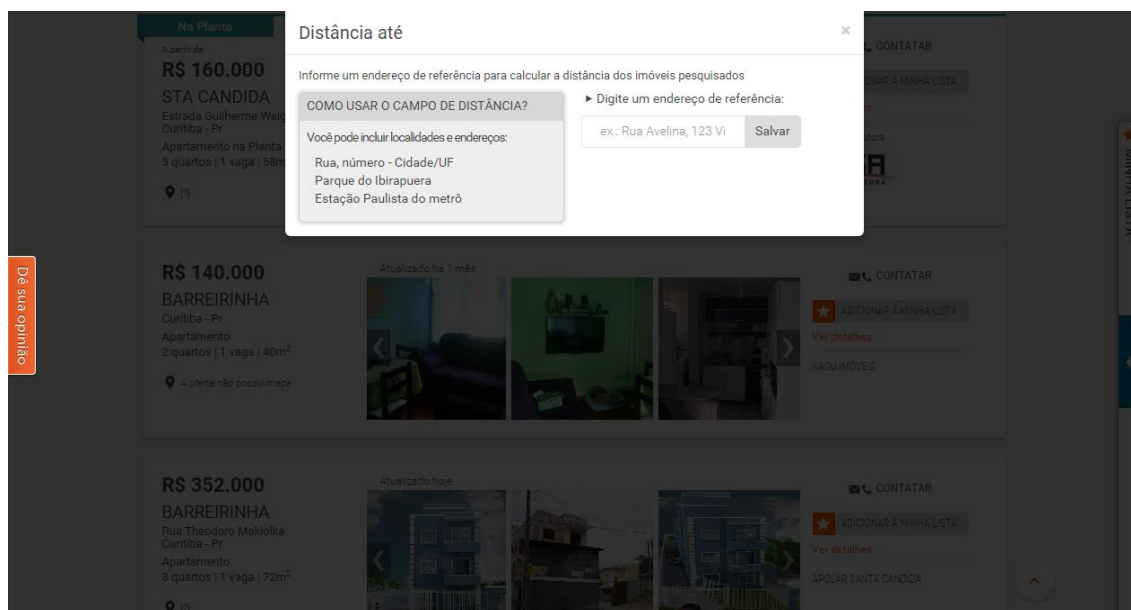 Na Planta
A partir de
R$ 160.000
STA CANDIDA
Estrada Guilherme Weig
Curitiba - Pr
Apartamento na Planta
3 quartos | 1 vaga | 58m
[?]
Distância até
×
Informe um endereço de referência para calcular a distância dos imóveis pesquisados
COMO USAR O CAMPO DE DISTÂNCIA?
Você pode incluir localidades e endereços:
Rua, número - Cidade/UF
Parque do Ibirapuera
Estação Paulista do metrô
Digite um endereço de referência:
ex.: Rua Avelina, 123 Vi
Salvar
CONTATAR
IONAR À MINHA LISTA
MINHA LISTA
Dê sua opinião
R$ 140.000
BARREIRINHA
Curitiba - Pr
Apartamento
2 quartos | 1 vaga | 40m²
A oferta não possui mapa
Atualizado há 1 mês
CONTATAR
ADICIONAR À MINHA LISTA
Ver detalhes
KADU IMÓVEIS
R$ 352.000
BARREIRINHA
Rua Theodoro Makiolka
Curitiba - Pr
Apartamento
3 quartos | 1 vaga | 72m²
Atualizado hoje
CONTATAR
ADICIONAR À MINHA LISTA
Ver detalhes
APOLAR SANTA CANDIDA